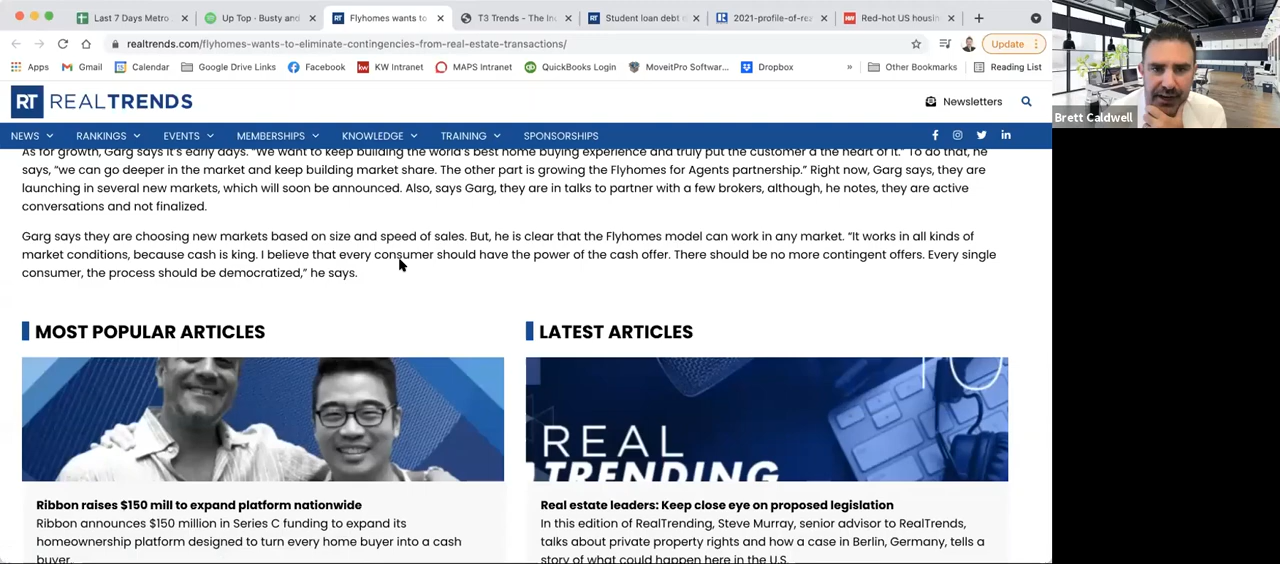 Last 7 Days Metro
Up Top · Busty and
Flyhomes wants to
T3 Trends - The In
Student loan debt
2021-profile-of-re
Red-hot US housin
realtrends.com/flyhomes-wants-to-eliminate-contingencies-from-real-estate-transactions/
Update
Apps
Gmail
Calendar
Google Drive Links
Facebook
KW Intranet
MAPS Intranet
QuickBooks Login
MoveitPro Softwar...
Dropbox
»
Other Bookmarks
Reading List
RT REALTRENDS
Newsletters
NEWS
RANKINGS
EVENTS
MEMBERSHIPS
KNOWLEDGE
TRAINING
SPONSORSHIPS
As for growth, Garg says it's early days. "We want to keep building the world's best home buying experience and truly put the customer a the heart of it." To do that, he
says, "we can go deeper in the market and keep building market share. The other part is growing the Flyhomes for Agents partnership." Right now, Garg says, they are
launching in several new markets, which will soon be announced. Also, says Garg, they are in talks to partner with a few brokers, although, he notes, they are active
conversations and not finalized.
Garg says they are choosing new markets based on size and speed of sales. But, he is clear that the Flyhomes model can work in any market. "It works in all kinds of
market conditions, because cash is king. I believe that every consumer should have the power of the cash offer. There should be no more contingent offers. Every single
consumer, the process should be democratized," he says.
MOST POPULAR ARTICLES
LATEST ARTICLES
REAL
TRENDING
Ribbon raises $150 mill to expand platform nationwide
Ribbon announces $150 million in Series C funding to expand its
homeownership platform designed to turn every home buyer into a cash
buyer.
Real estate leaders: Keep close eye on proposed legislation
In this edition of RealTrending, Steve Murray, senior advisor to RealTrends,
talks about private property rights and how a case in Berlin, Germany, tells a
story of what could happen here in the U.S.
Brett Caldwell